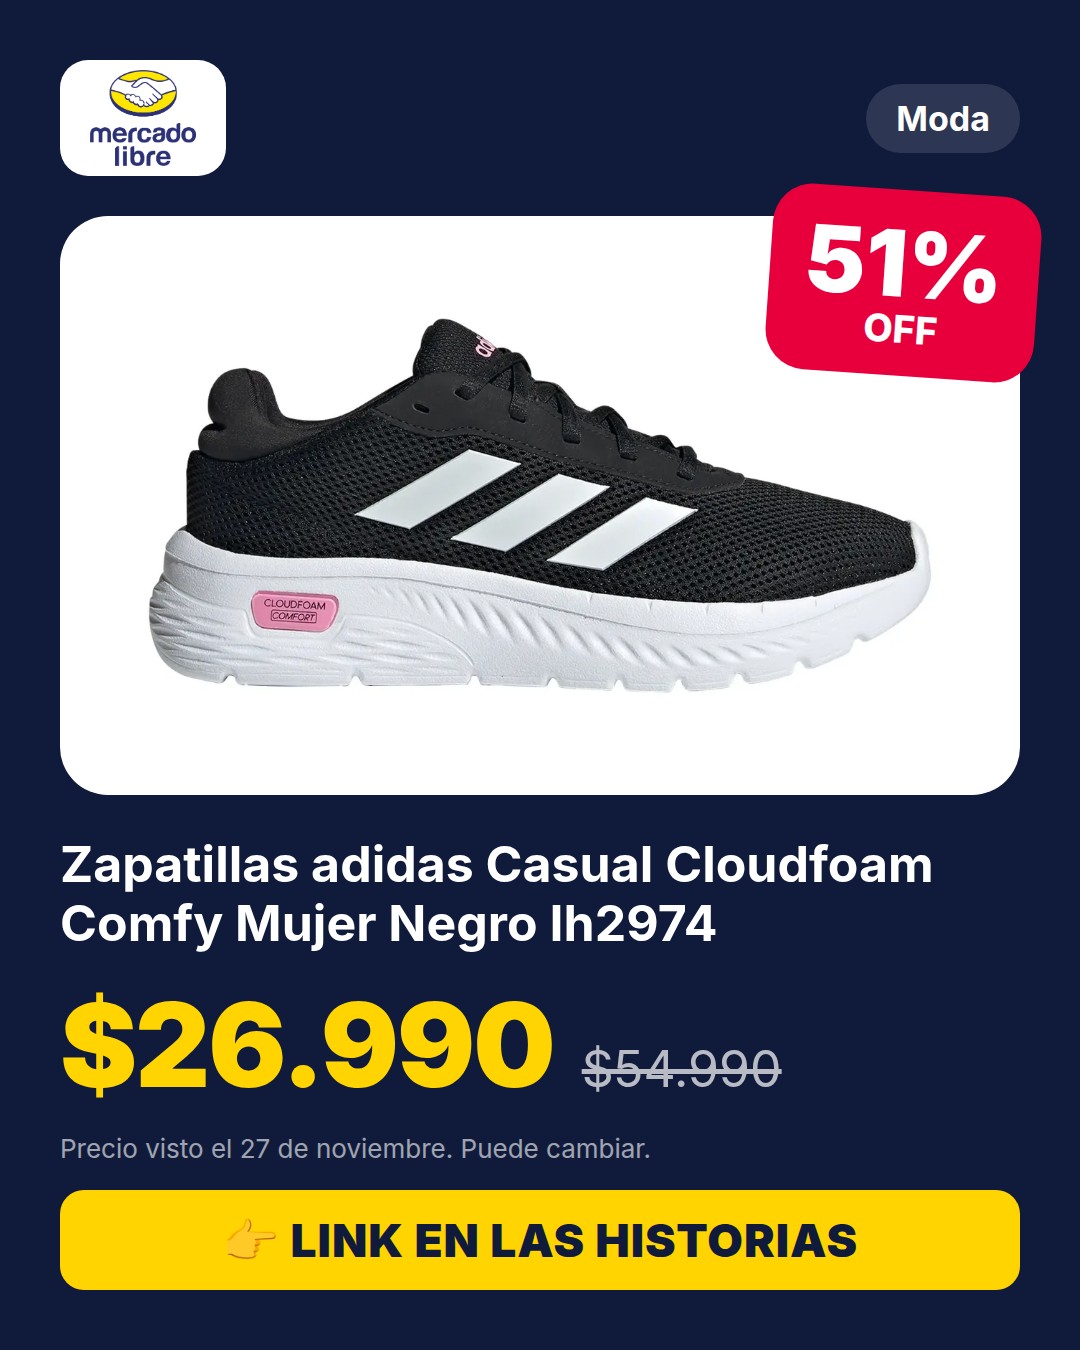 mercado
libre
Moda
51%
OFF
CLOUDFOAM
COMFORT
Zapatillas adidas Casual Cloudfoam
Comfy Mujer Negro Ih2974
$26.990 $54.990
Precio visto el 27 de noviembre. Puede cambiar.
👉 LINK EN LAS HISTORIAS